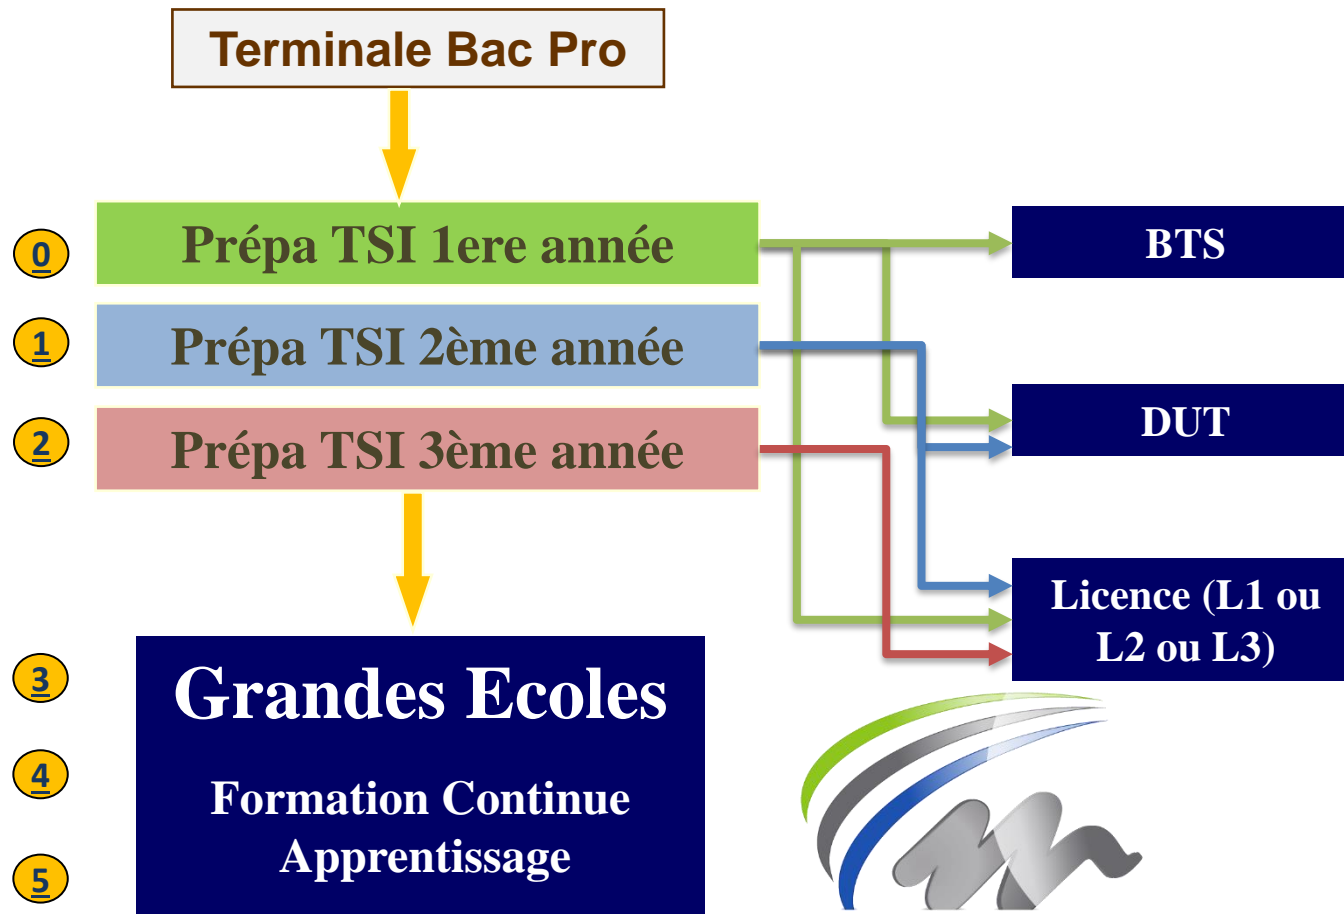 Terminale Bac Pro
0
Prépa TSI 1ere année
BTS
1
Prépa TSI 2ème année
2
Prépa TSI 3ème année
DUT
Licence (L1 ou
L2 ou L3)
3
Grandes Ecoles
4
Formation Continue
Apprentissage
5